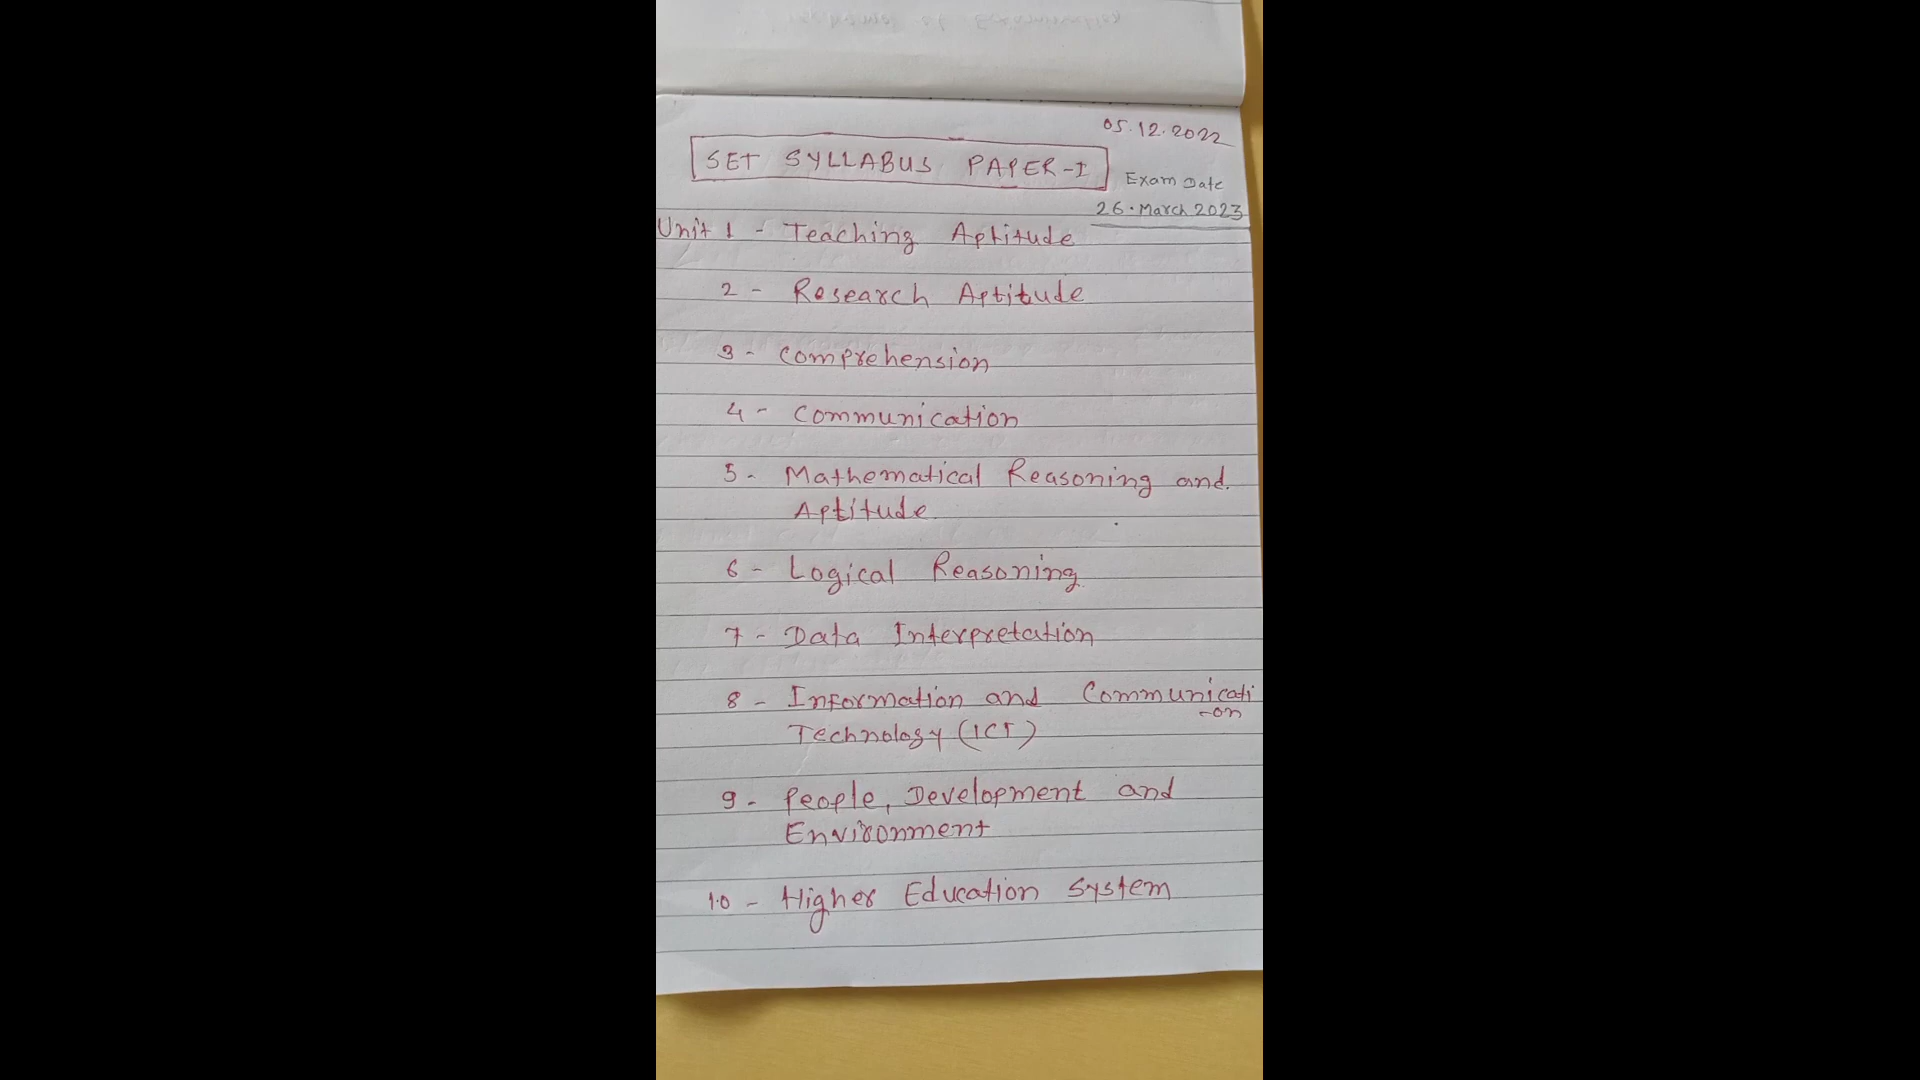 05.12.2022
SET SYLLABUS PAPER-I
Exam Date
26. March 2023
Unit 1 - Teaching Aptitude
2 - Research Aptitude
3 - Comprehension
4 - Communication
5 - Mathematical Reasoning and
Aptitude
6 - Logical Reasoning
7 - Data Interpretation
8 - Information and Communicati
-on
Technology (ICT)
9 - People, Development and
Environment
10 - Higher Education System